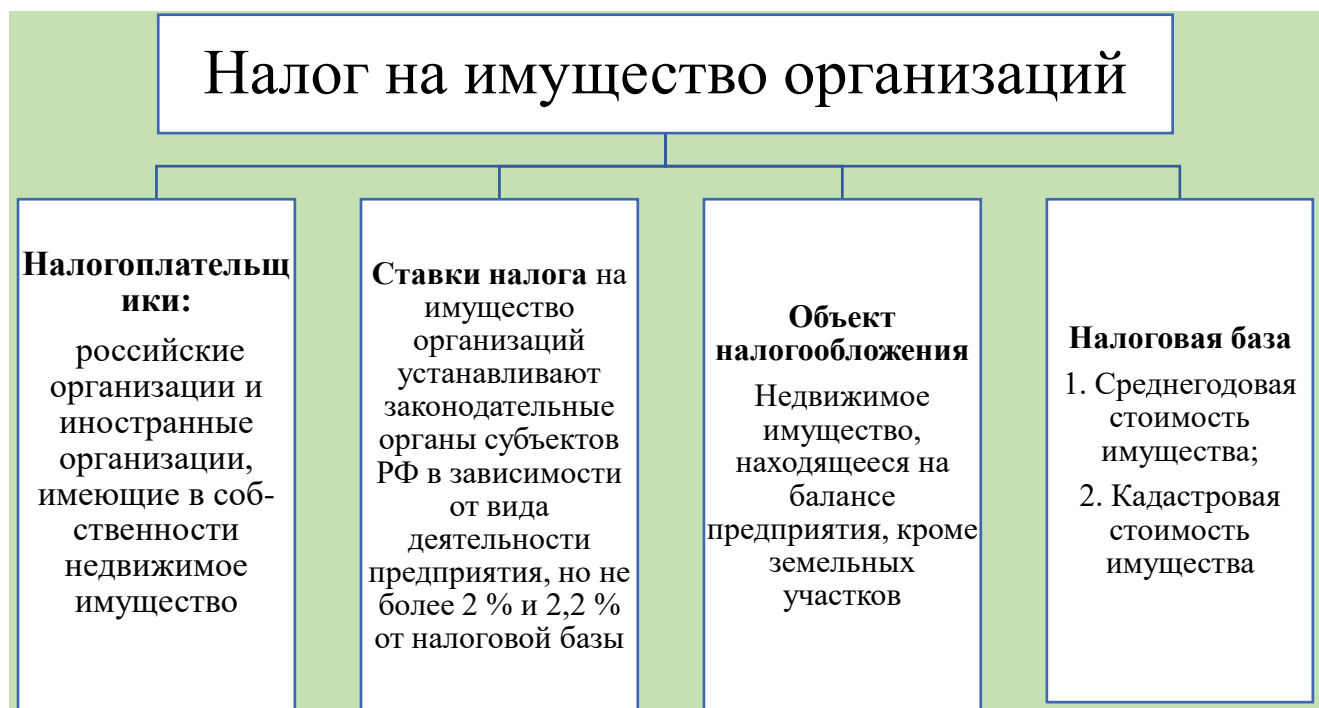 Налог на имущество организаций
Налогоплательщ
ики:
российские
организации и
иностранные
организации,
имеющие в соб-
ственности
недвижимое
имущество
Ставки налога на
имущество
организаций
устанавливают
законодательные
органы субъектов
РФ в зависимости
от вида
деятельности
предприятия, но не
более 2 % и 2,2 %
от налоговой базы
Объект
налогообложения
Недвижимое
имущество,
находящееся на
балансе
предприятия, кроме
земельных
участков
Налоговая база
1. Среднегодовая
стоимость
имущества;
2. Кадастровая
стоимость
имущества